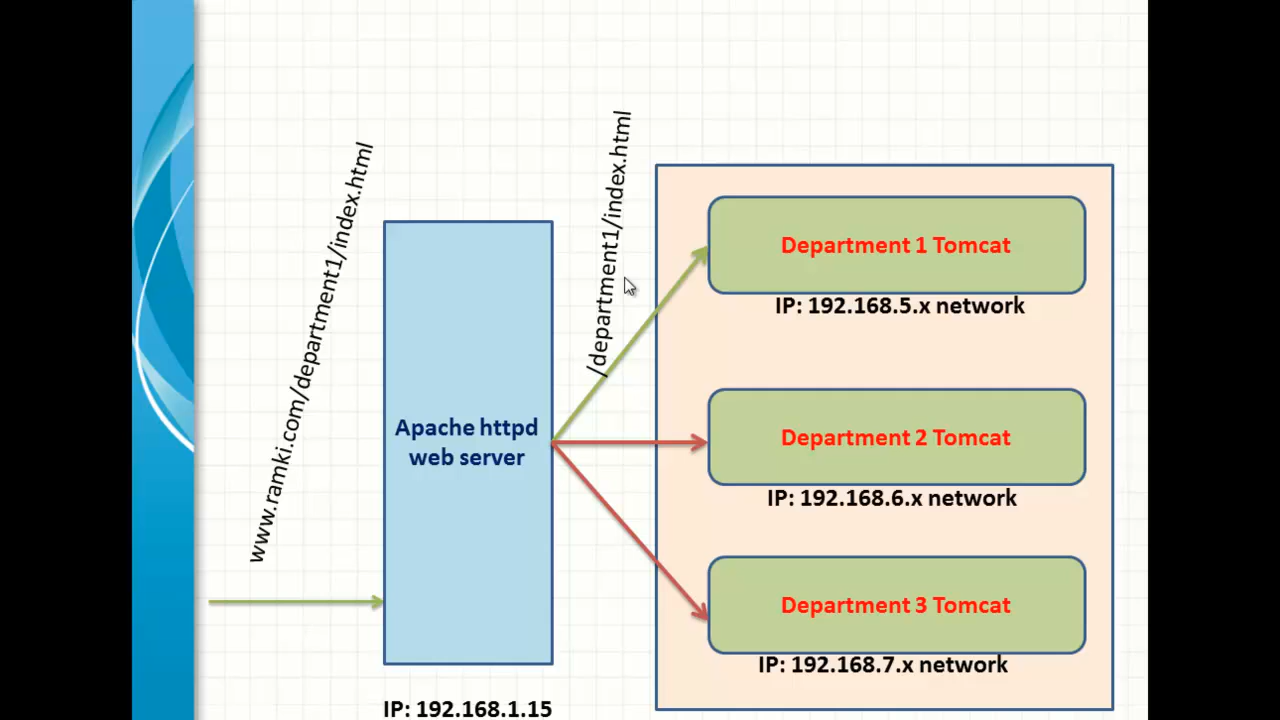 www.ramki.com/department1/index.html
/department1/index.html
Apache httpd
web server
IP: 192.168.1.15
Department 1 Tomcat
IP: 192.168.5.x network
Department 2 Tomcat
IP: 192.168.6.x network
Department 3 Tomcat
IP: 192.168.7.x network